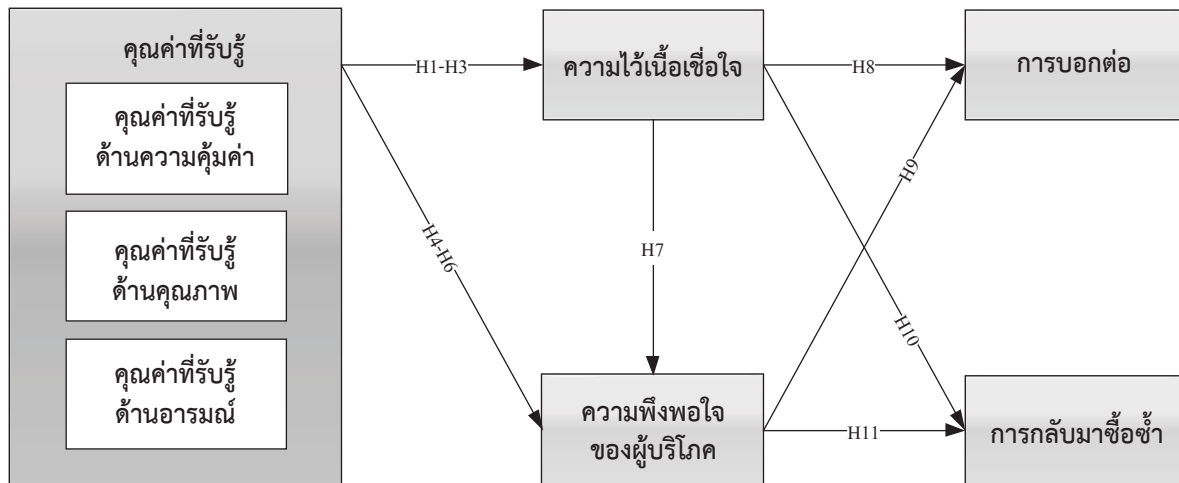 คุณค่าที่รับรู้
คุณค่าที่รับรู้
ด้านความคุ้มค่า
คุณค่าที่รับรู้
ด้านคุณภาพ
คุณค่าที่รับรู้
ด้านอารมณ์
H1-H3
H4-H6
ความไว้เนื้อเชื่อใจ
H7
ความพึงพอใจ
ของผู้บริโภค
H8
H9
H10
H11
การบอกต่อ
การกลับมาซื้อซ้ำ